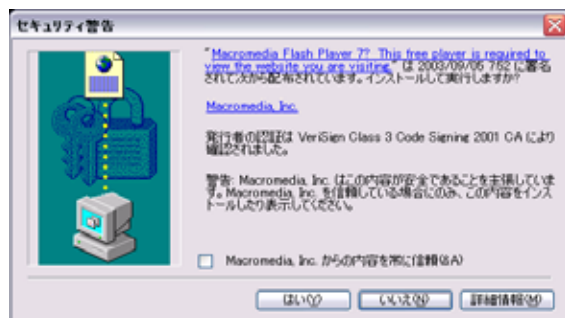 セキュリティ警告
"Macromedia Flash Player 7? This free player is required to
view the website you are visiting." は 2003/09/05 7:52 に署名
されて次から配布されています。インストールして実行しますか?
Macromedia, Inc.
発行者の認証は VeriSign Class 3 Code Signing 2001 CA により
確認されました。
警告: Macromedia, Inc. はこの内容が安全であることを主張していま
す。Macromedia, Inc. を信頼している場合にのみ、この内容をインス
トールしたり表示してください。
Macromedia, Inc. からの内容を常に信頼(&A)
はい(Y)
いいえ(N)
詳細情報(M)